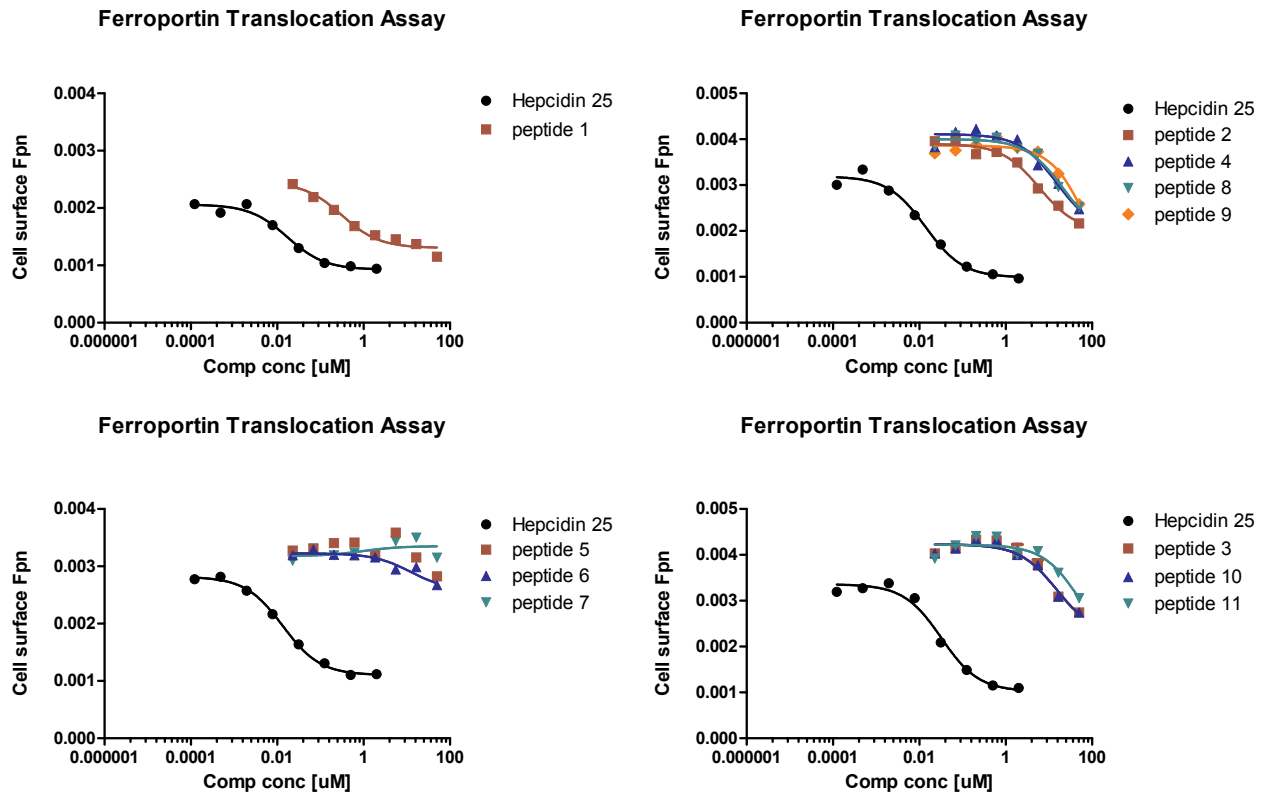 Ferroportin Translocation Assay
0.004
0.003
0.002
0.001
0.000
Cell surface Fpn
0.000001
0.0001
0.01
1
100
Comp conc [uM]
Hepcidin 25
peptide 1
Ferroportin Translocation Assay
0.005
0.004
0.003
0.002
0.001
0.000
Cell surface Fpn
0.000001
0.0001
0.01
1
100
Comp conc [uM]
Hepcidin 25
peptide 2
peptide 4
peptide 8
peptide 9
Ferroportin Translocation Assay
0.004
0.003
0.002
0.001
0.000
Cell surface Fpn
0.000001
0.0001
0.01
1
100
Comp conc [uM]
Hepcidin 25
peptide 5
peptide 6
peptide 7
Ferroportin Translocation Assay
0.005
0.004
0.003
0.002
0.001
0.000
Cell surface Fpn
0.000001
0.0001
0.01
1
100
Comp conc [uM]
Hepcidin 25
peptide 3
peptide 10
peptide 11